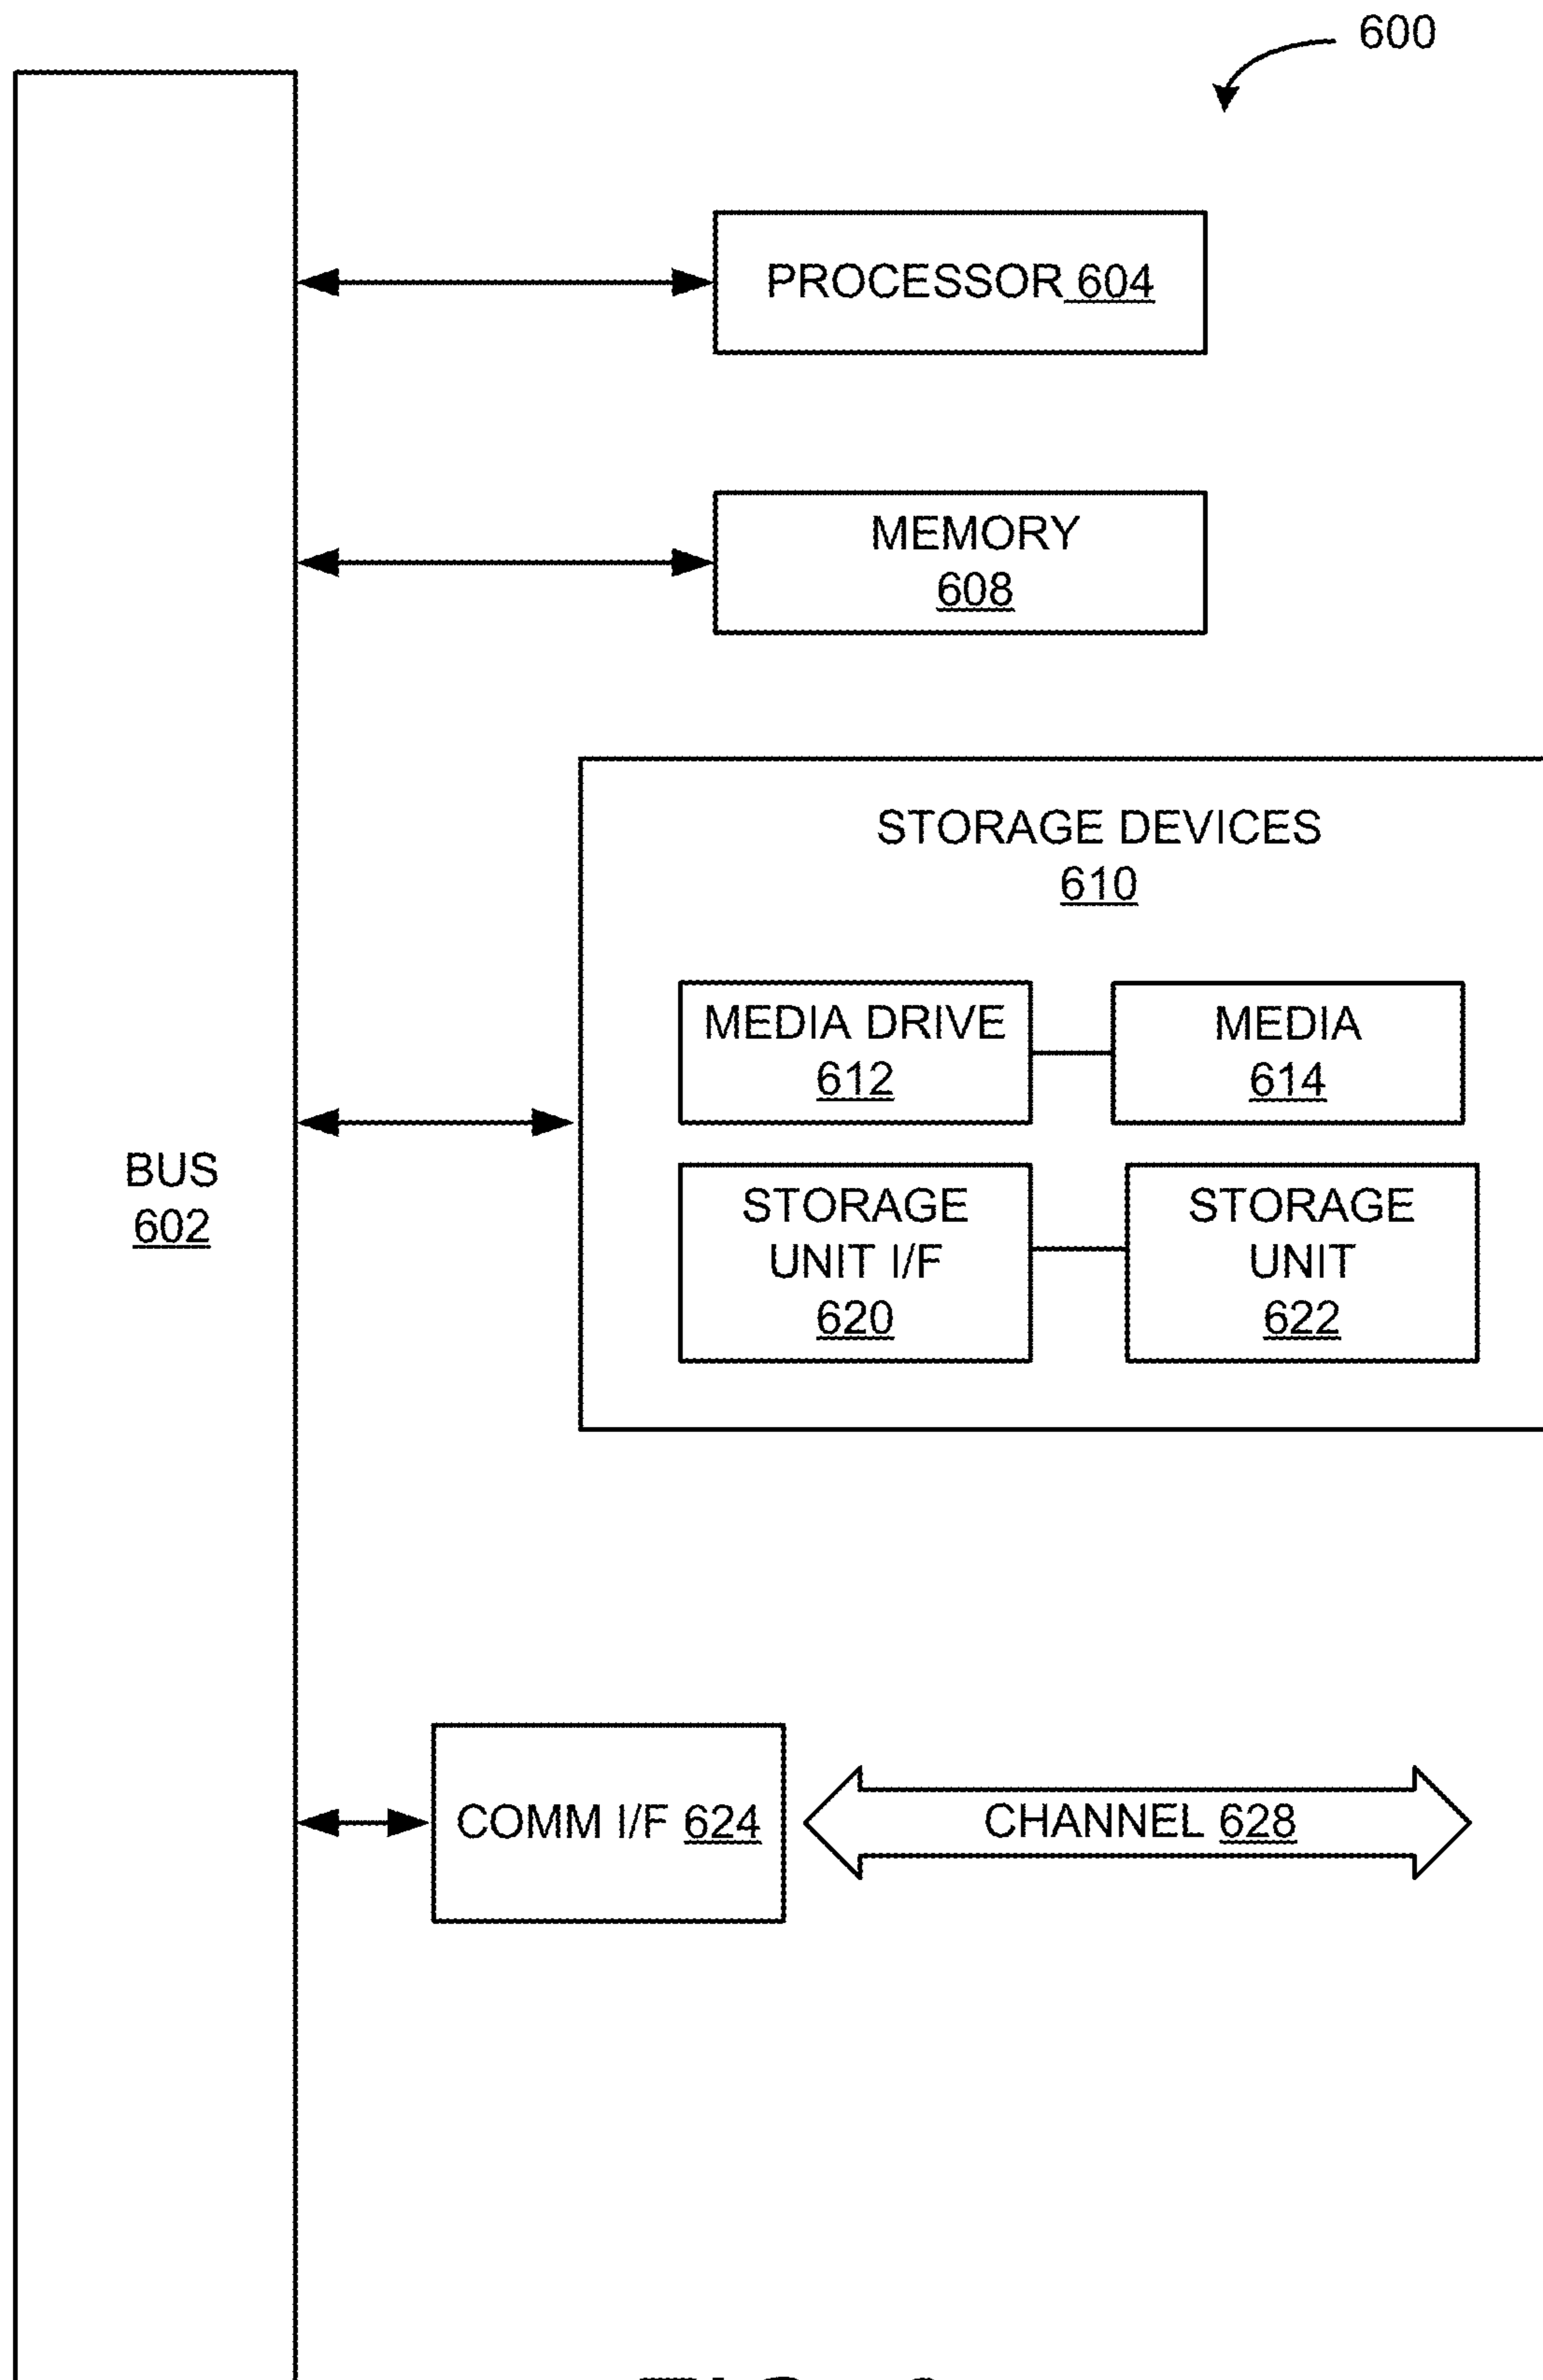 600
PROCESSOR 604
MEMORY
608
STORAGE DEVICES
610
MEDIA DRIVE
612
MEDIA
614
BUS
602
STORAGE
UNIT I/F
620
STORAGE
UNIT
622
COMM I/F 624
CHANNEL 628